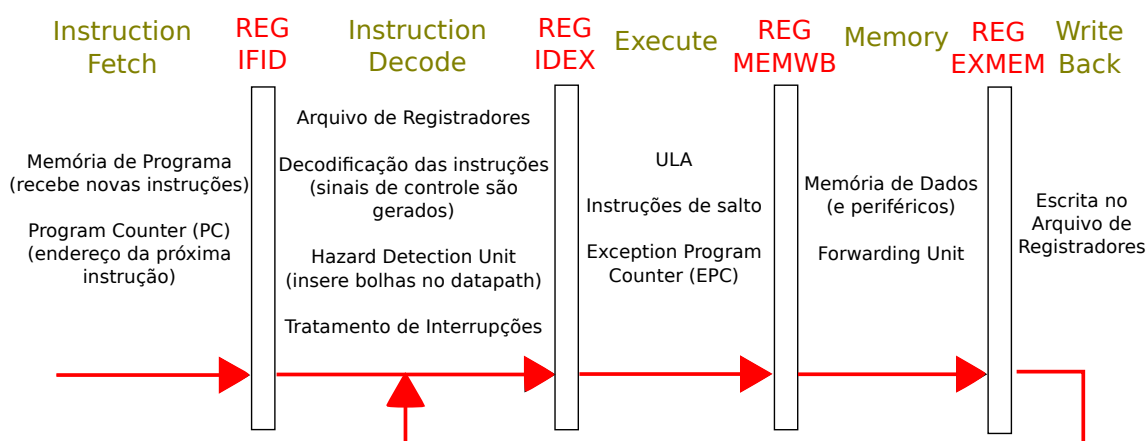 Instruction
Fetch
REG
IFID
Instruction
Decode
REG
IDEX
Execute
REG
MEMWB
Memory
REG
EXMEM
Write
Back
Memória de Programa
(recebe novas instruções)
Program Counter (PC)
(endereço da próxima
instrução)
Arquivo de Registradores
Decodificação das instruções
(sinais de controle são
gerados)
Hazard Detection Unit
(insere bolhas no datapath)
Tratamento de Interrupções
ULA
Instruções de salto
Exception Program
Counter (EPC)
Memória de Dados
(e periféricos)
Forwarding Unit
Escrita no
Arquivo de
Registradores